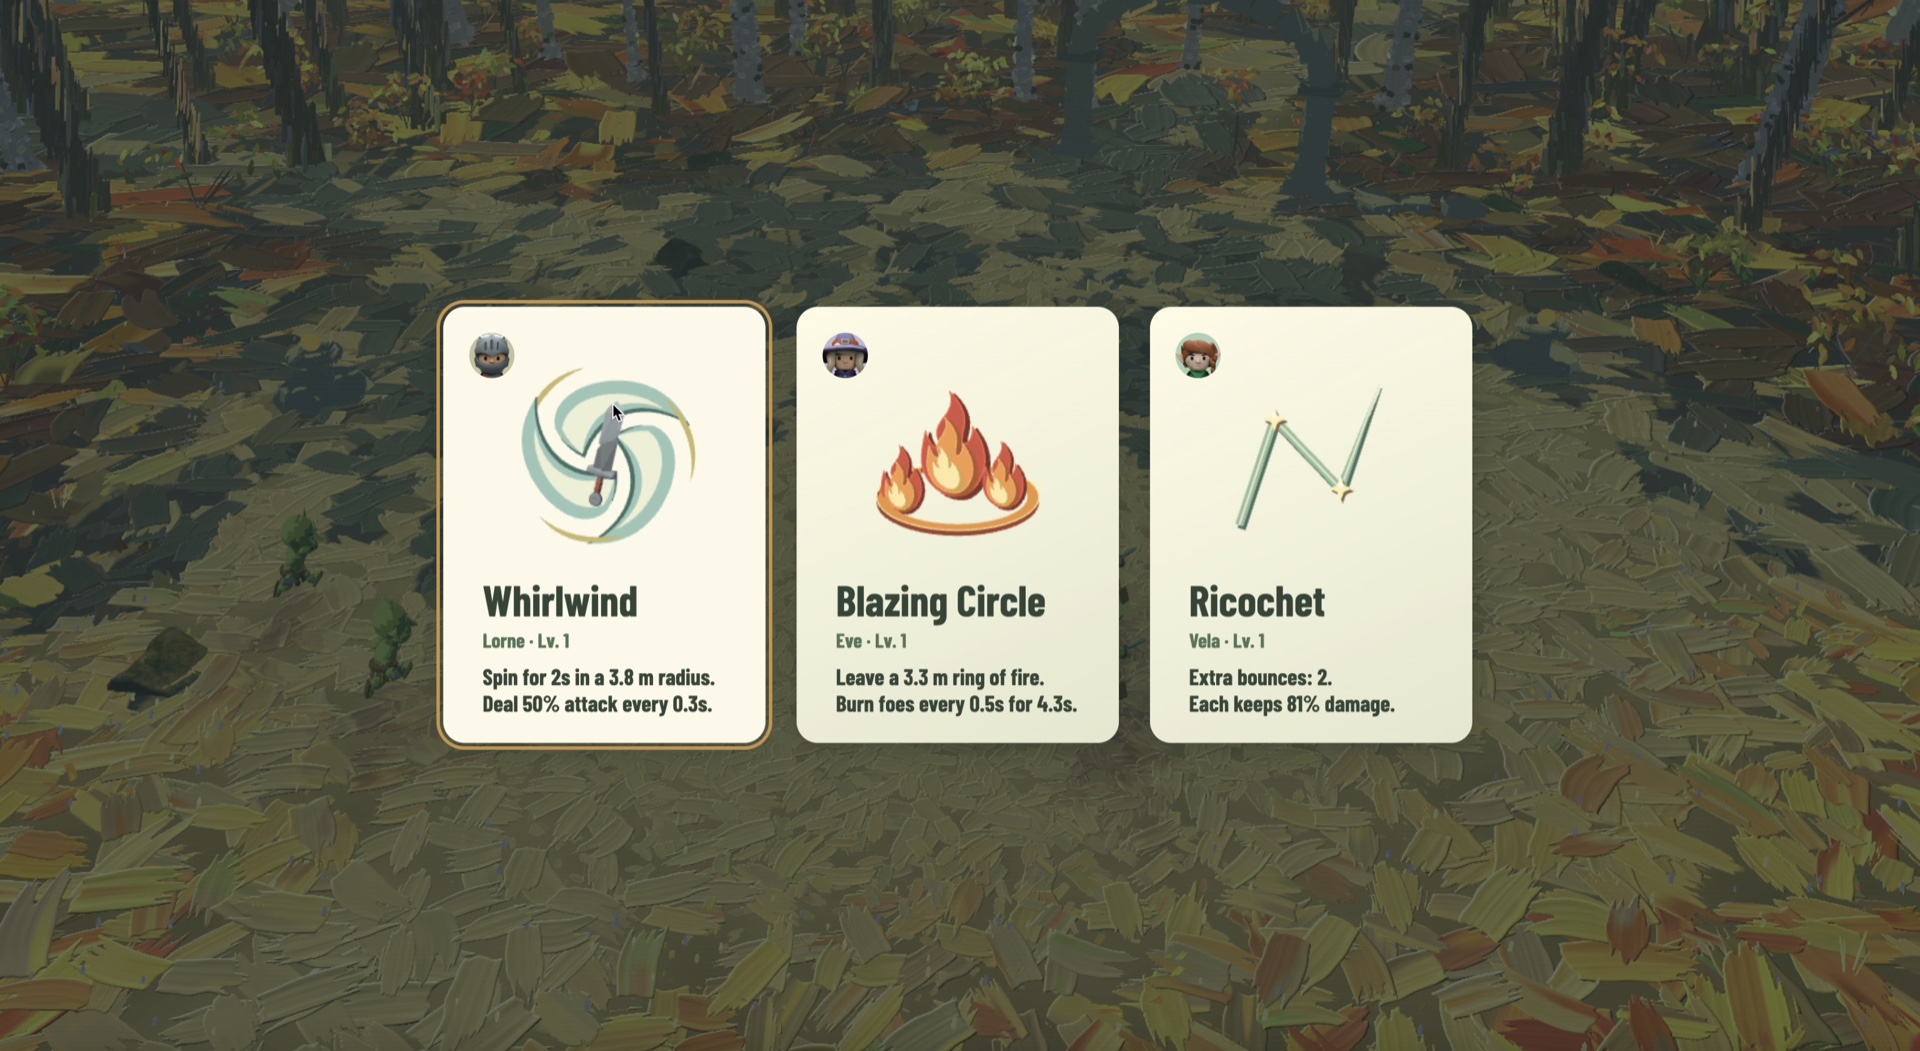 Whirlwind
Lorne · Lv. 1
Spin for 2s in a 3.8 m radius.
Deal 50% attack every 0.3s.
Blazing Circle
Eve · Lv. 1
Leave a 3.3 m ring of fire.
Burn foes every 0.5s for 4.3s.
Ricochet
Vela · Lv. 1
Extra bounces: 2.
Each keeps 81% damage.